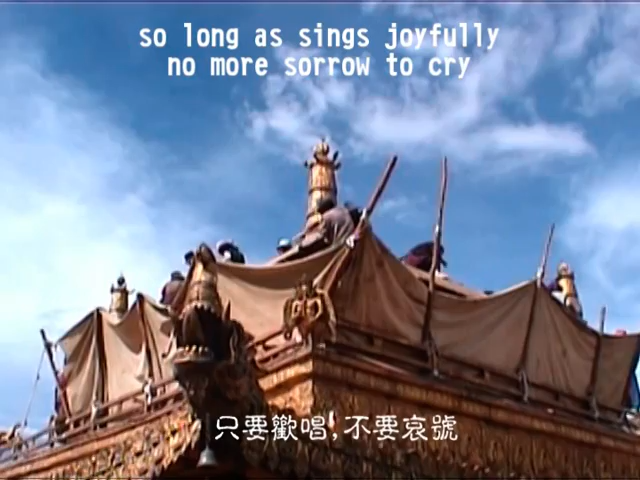 so long as sings joyfully
no more sorrow to cry
只要歡唱,不要哀號